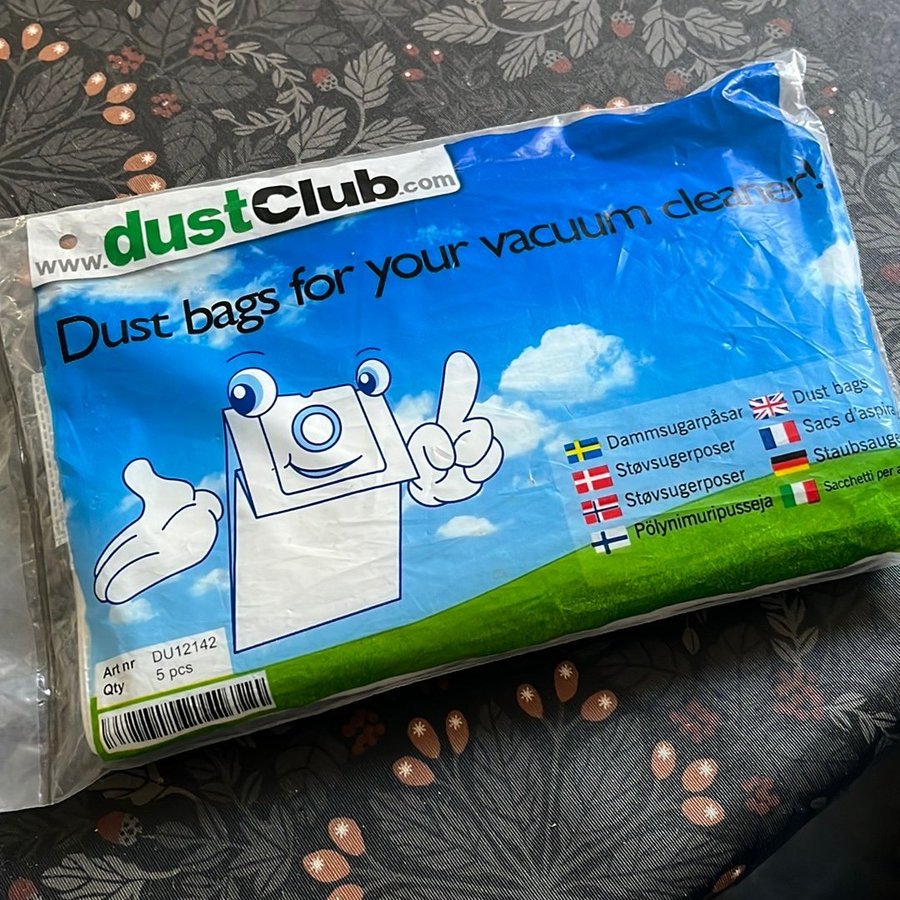 www.dustClub.com
Dust bags for your vacuum cleaner!
Dammsugarpåsar
Støvsugerposer
Støvsugerposer
Pölynimuripusseja
Dust bags
Sacs d'aspira
Staubsauge
Sacchetti per a
Art nr DU12142
Qty 5 pcs